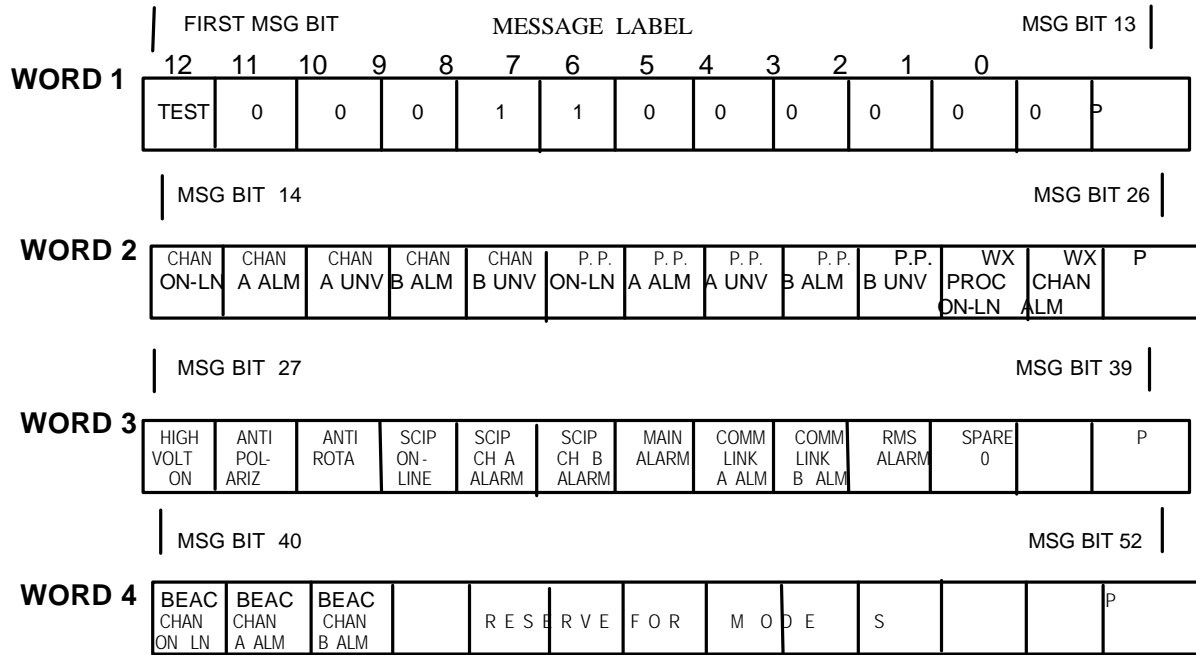 FIRST MSG BIT MESSAGE LABEL MSG BIT 13
12 11 10 9 8 7 6 5 4 3 2 1 0
WORD 1
TEST 0 0 0 1 1 0 0 0 0 0 0 P
MSG BIT 14 MSG BIT 26
WORD 2
CHAN CHAN CHAN CHAN CHAN P.P. P.P. P.P. P.P. P.P. WX WX P
ON-LN A ALM A UNV B ALM B UNV ON-LN A ALM A UNV B ALM B UNV PROC CHAN
ON-LN ALM
MSG BIT 27 MSG BIT 39
WORD 3
HIGH ANTI ANTI SCIP SCIP SCIP MAIN COMM COMM RMS SPARE P
VOLT POL- ROTA ON- CH A CH B ALARM LINK LINK ALARM 0
ON ARIZ LINE ALARM ALARM A ALM B ALM
MSG BIT 40 MSG BIT 52
WORD 4
BEAC BEAC BEAC P
CHAN CHAN CHAN RESERVE FOR MODE S
ON LN A ALM B ALM